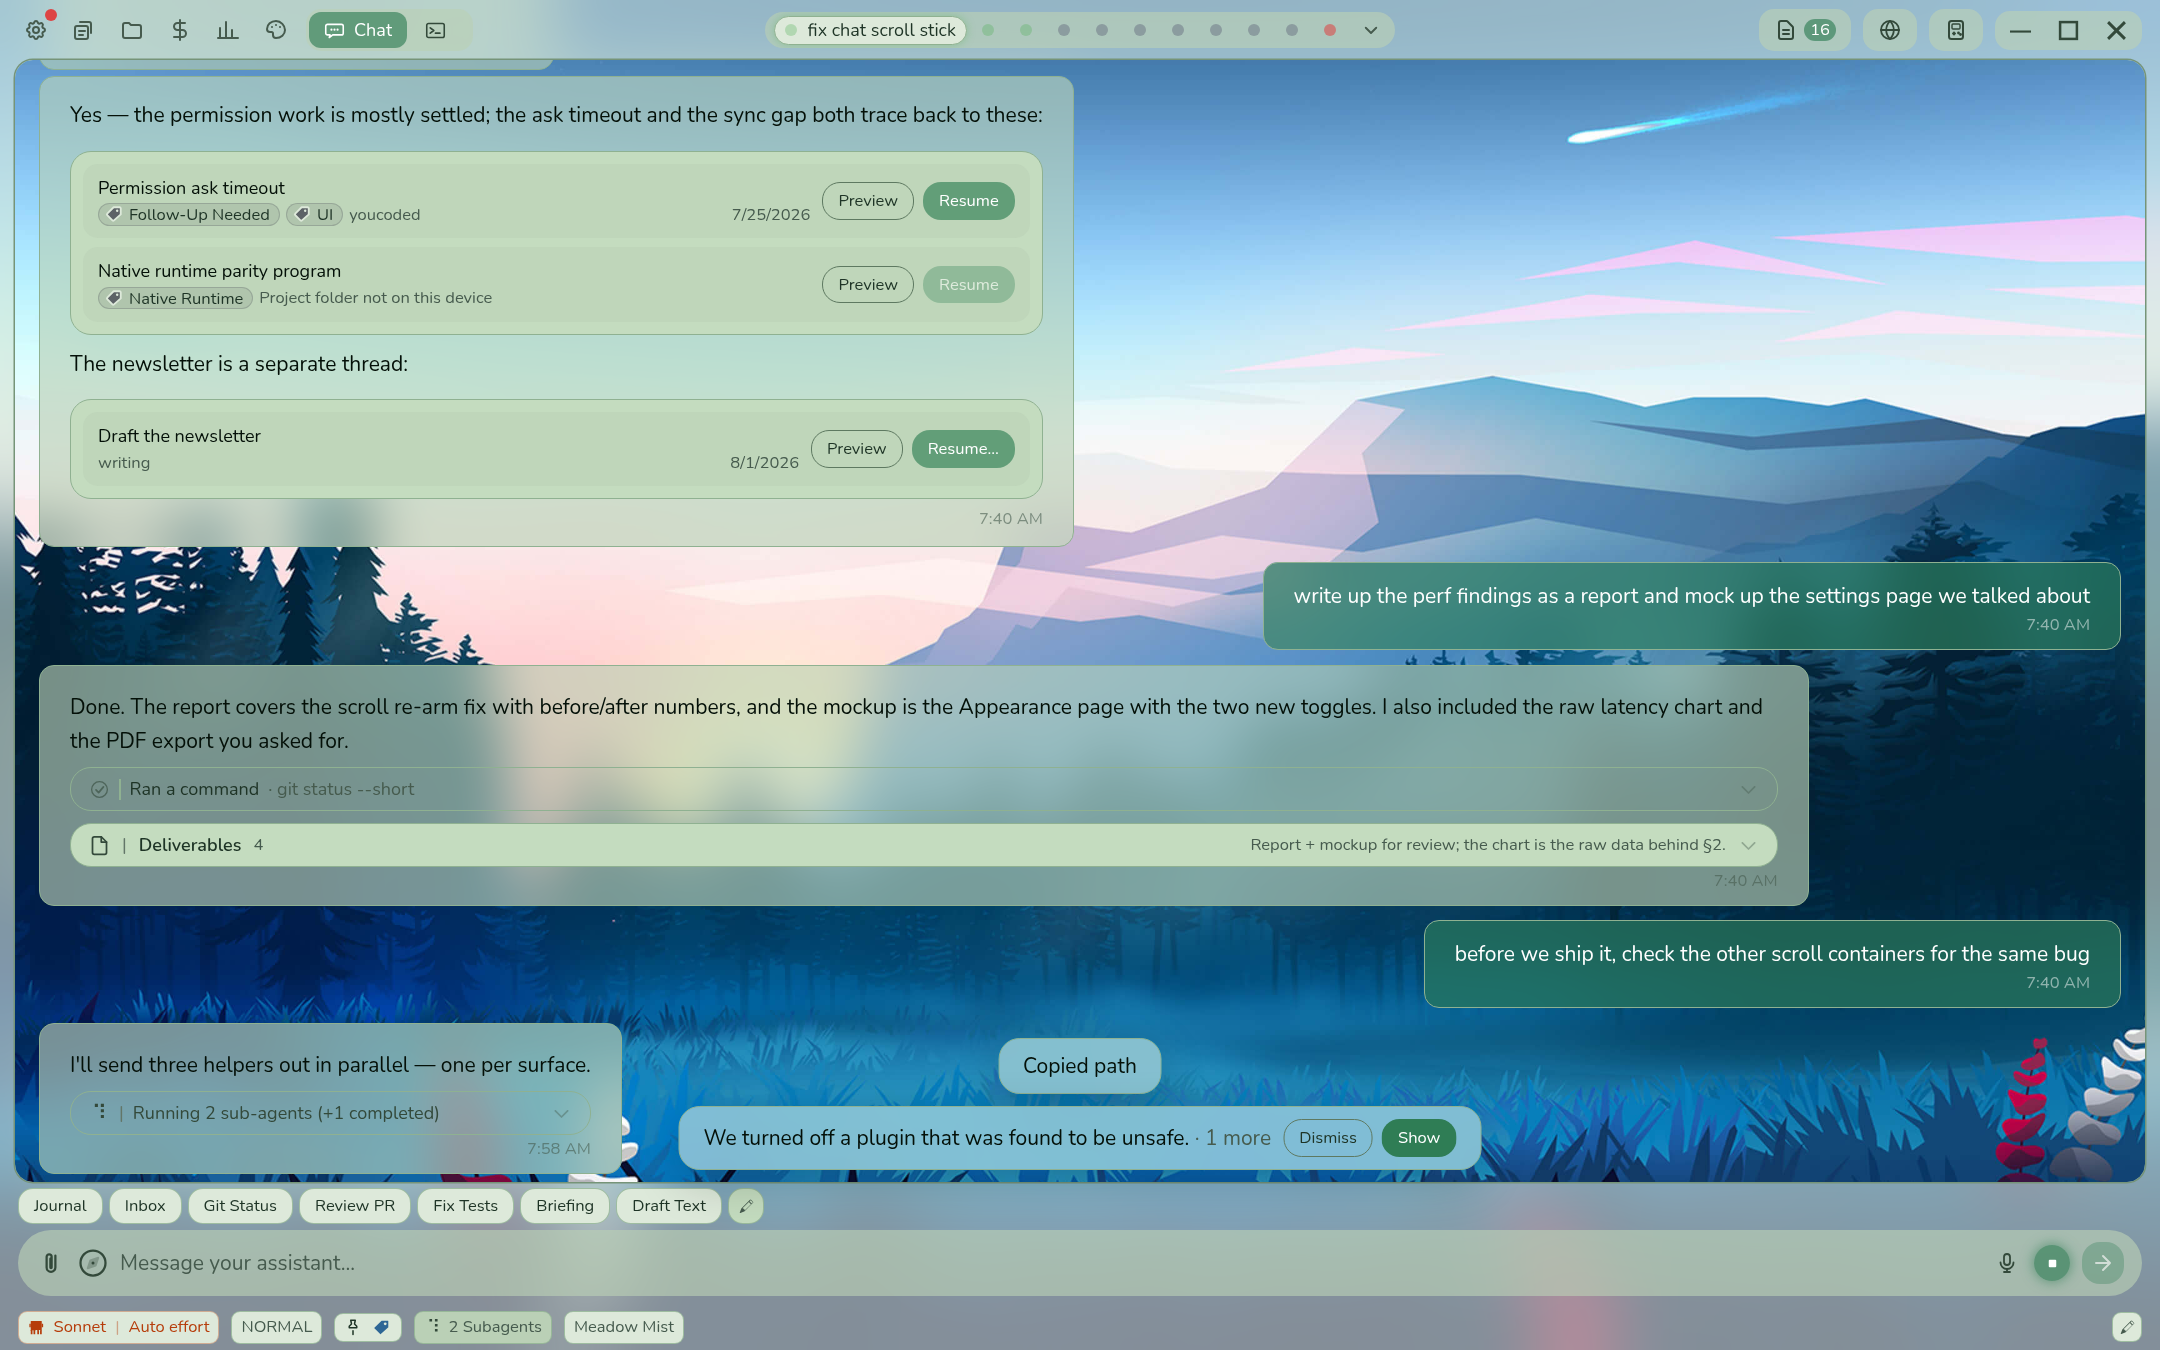 Chat
fix chat scroll stick
16
Yes — the permission work is mostly settled; the ask timeout and the sync gap both trace back to these:
Permission ask timeout
Follow-Up Needed UI youcoded 7/25/2026 Preview Resume
Native runtime parity program
Native Runtime Project folder not on this device Preview Resume
The newsletter is a separate thread:
Draft the newsletter
writing 8/1/2026 Preview Resume...
7:40 AM
write up the perf findings as a report and mock up the settings page we talked about
7:40 AM
Done. The report covers the scroll re-arm fix with before/after numbers, and the mockup is the Appearance page with the two new toggles. I also included the raw latency chart and
the PDF export you asked for.
Ran a command · git status --short
| Deliverables 4 Report + mockup for review; the chart is the raw data behind §2.
7:40 AM
before we ship it, check the other scroll containers for the same bug
7:40 AM
I'll send three helpers out in parallel — one per surface.
| Running 2 sub-agents (+1 completed)
7:58 AM
Copied path
We turned off a plugin that was found to be unsafe. · 1 more Dismiss Show
Journal Inbox Git Status Review PR Fix Tests Briefing Draft Text
Message your assistant...
Sonnet | Auto effort NORMAL 2 Subagents Meadow Mist